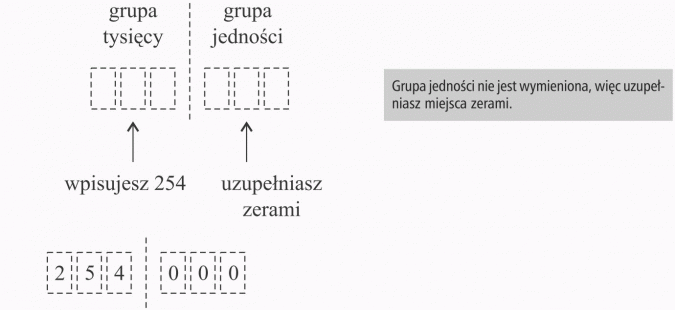 grupa grupa
tysięcy jedności
Grupa jedności nie jest wymieniona, więc uzupeł-
niasz miejsca zerami.
wpisujesz 254 uzupełniasz
zerami
2 5 4 0 0 0